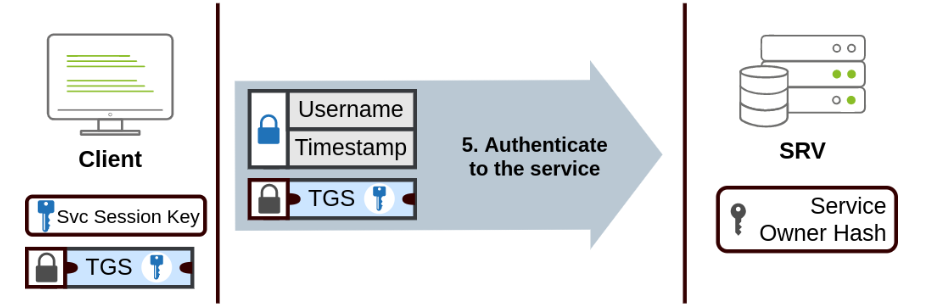 Client
Svc Session Key
TGS
Username
Timestamp
TGS
5. Authenticate
to the service
SRV
Service
Owner Hash